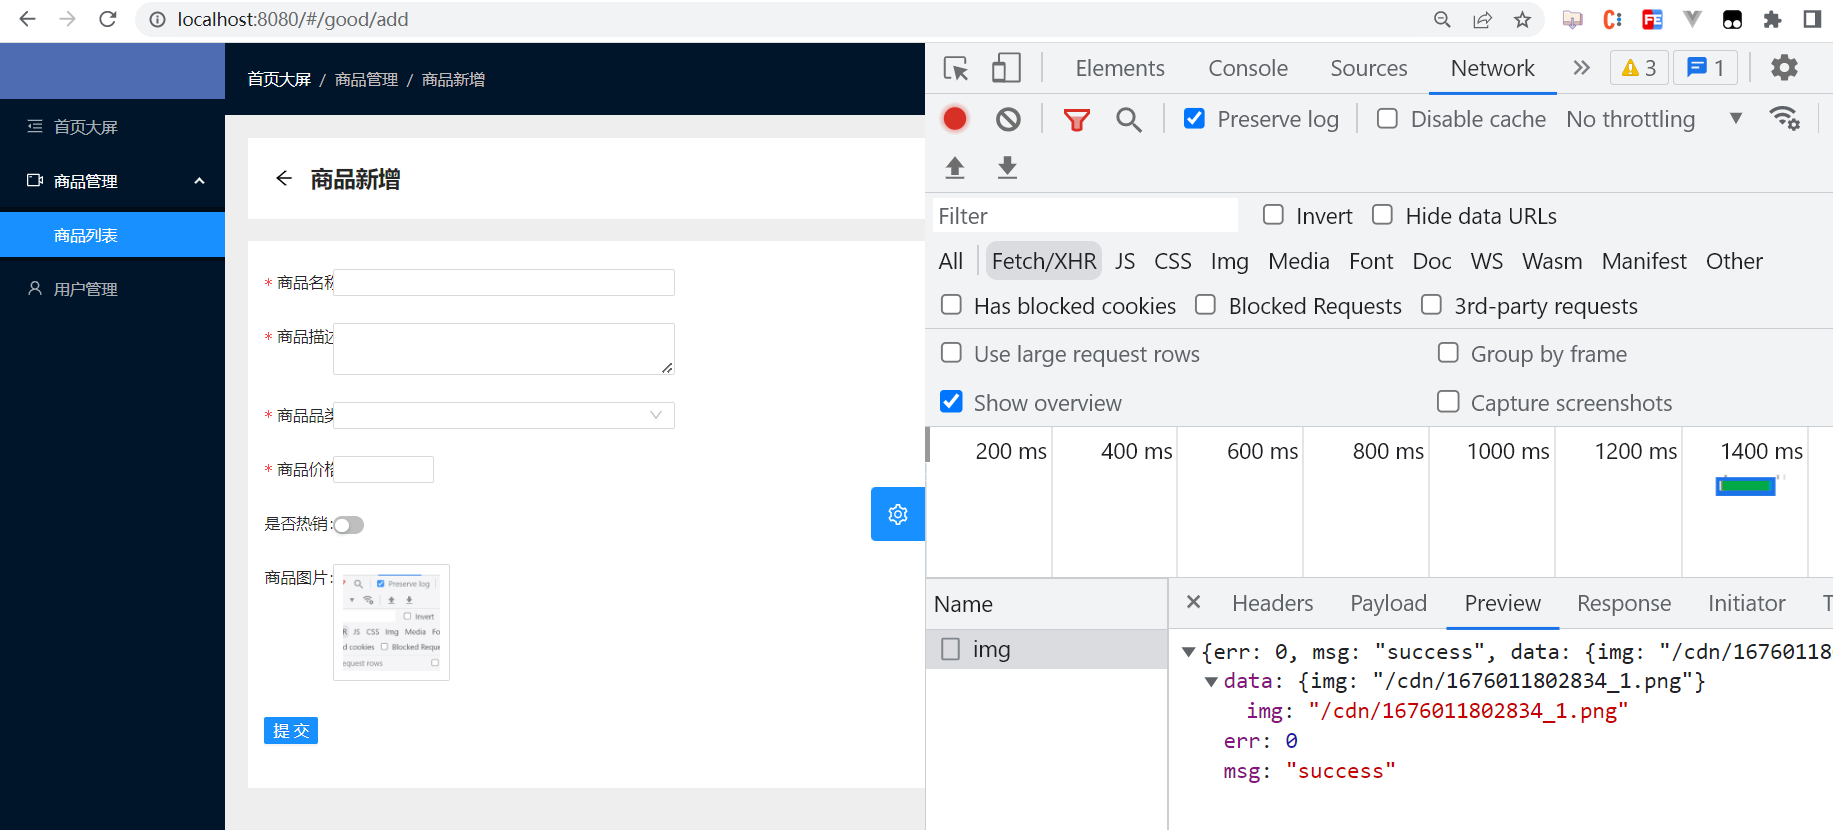 localhost:8080/#/good/add
首页大屏 / 商品管理 / 商品新增
首页大屏
商品管理
商品列表
用户管理
商品新增
* 商品名称
* 商品描述
* 商品品类
* 商品价格
是否热销:
商品图片:
Preserve log
Invert
R JS CSS Img Media Fo
d cookies Blocked Reque
equest rows
提 交
Elements Console Sources Network 3 1
Preserve log Disable cache No throttling
Filter Invert Hide data URLs
All Fetch/XHR JS CSS Img Media Font Doc WS Wasm Manifest Other
Has blocked cookies Blocked Requests 3rd-party requests
Use large request rows Group by frame
Show overview Capture screenshots
200 ms 400 ms 600 ms 800 ms 1000 ms 1200 ms 1400 ms
Name
img
Headers Payload Preview Response Initiator T
{err: 0, msg: "success", data: {img: "/cdn/16760118
data: {img: "/cdn/1676011802834_1.png"}
img: "/cdn/1676011802834_1.png"
err: 0
msg: "success"